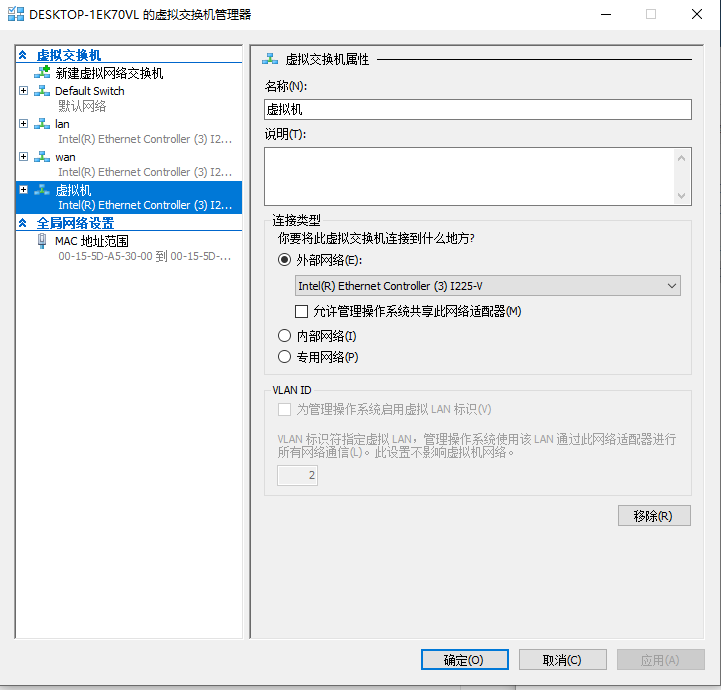 DESKTOP-1EK70VL 的虚拟交换机管理器
虚拟交换机
新建虚拟网络交换机
Default Switch
默认网络
lan
Intel(R) Ethernet Controller (3) I2...
wan
Intel(R) Ethernet Controller (3) I2...
虚拟机
Intel(R) Ethernet Controller (3) I2...
全局网络设置
MAC 地址范围
00-15-5D-A5-30-00 到 00-15-5D-...
虚拟交换机属性
名称(N):
虚拟机
说明(T):
连接类型
你要将此虚拟交换机连接到什么地方?
外部网络(E):
Intel(R) Ethernet Controller (3) I225-V
允许管理操作系统共享此网络适配器(M)
内部网络(I)
专用网络(P)
VLAN ID
为管理操作系统启用虚拟 LAN 标识(V)
VLAN 标识符指定虚拟 LAN，管理操作系统使用该 LAN 通过此网络适配器进行
所有网络通信(L)。此设置不影响虚拟机网络。
2
移除(R)
确定(O)
取消(C)
应用(A)